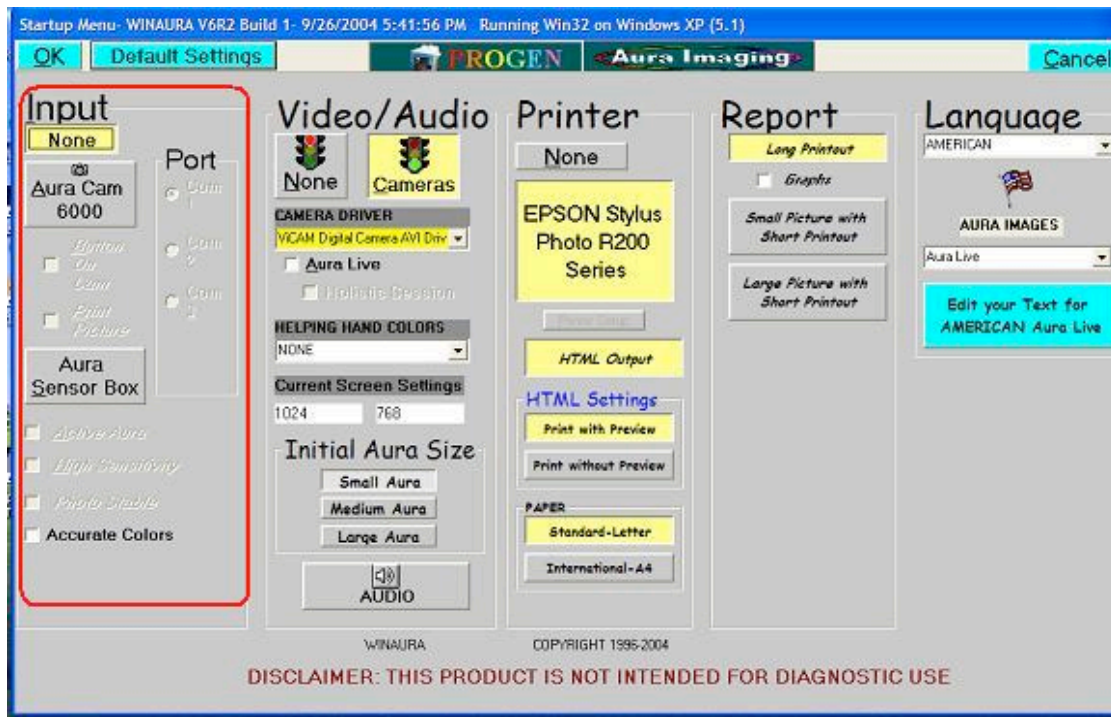 Startup Menu- WINAURA V6R2 Build 1- 9/26/2004 5:41:56 PM Running Win32 on Windows XP (5.1)
OK
Default Settings
PROGEN
Aura Imaging
Cancel
Input
None
Aura Cam
6000
Button
On
Cam
Print
Picture
Port
Com
1
Com
2
Com
3
Aura
Sensor Box
Active Aura
High Sensitivity
Photo Stable
Accurate Colors
Video/Audio
None
Cameras
CAMERA DRIVER
ViCAM Digital Camera AVI Driv
Aura Live
Holistic Session
HELPING HAND COLORS
NONE
Current Screen Settings
1024 768
Initial Aura Size
Small Aura
Medium Aura
Large Aura
AUDIO
Printer
None
EPSON Stylus
Photo R200
Series
HTML Output
HTML Settings
Print with Preview
Print without Preview
PAPER
Standard-Letter
International-A4
Report
Long Printout
Graphs
Small Picture with
Short Printout
Large Picture with
Short Printout
Language
AMERICAN
AURA IMAGES
Aura Live
Edit your Text for
AMERICAN Aura Live
WINAURA COPYRIGHT 1996-2004
DISCLAIMER: THIS PRODUCT IS NOT INTENDED FOR DIAGNOSTIC USE